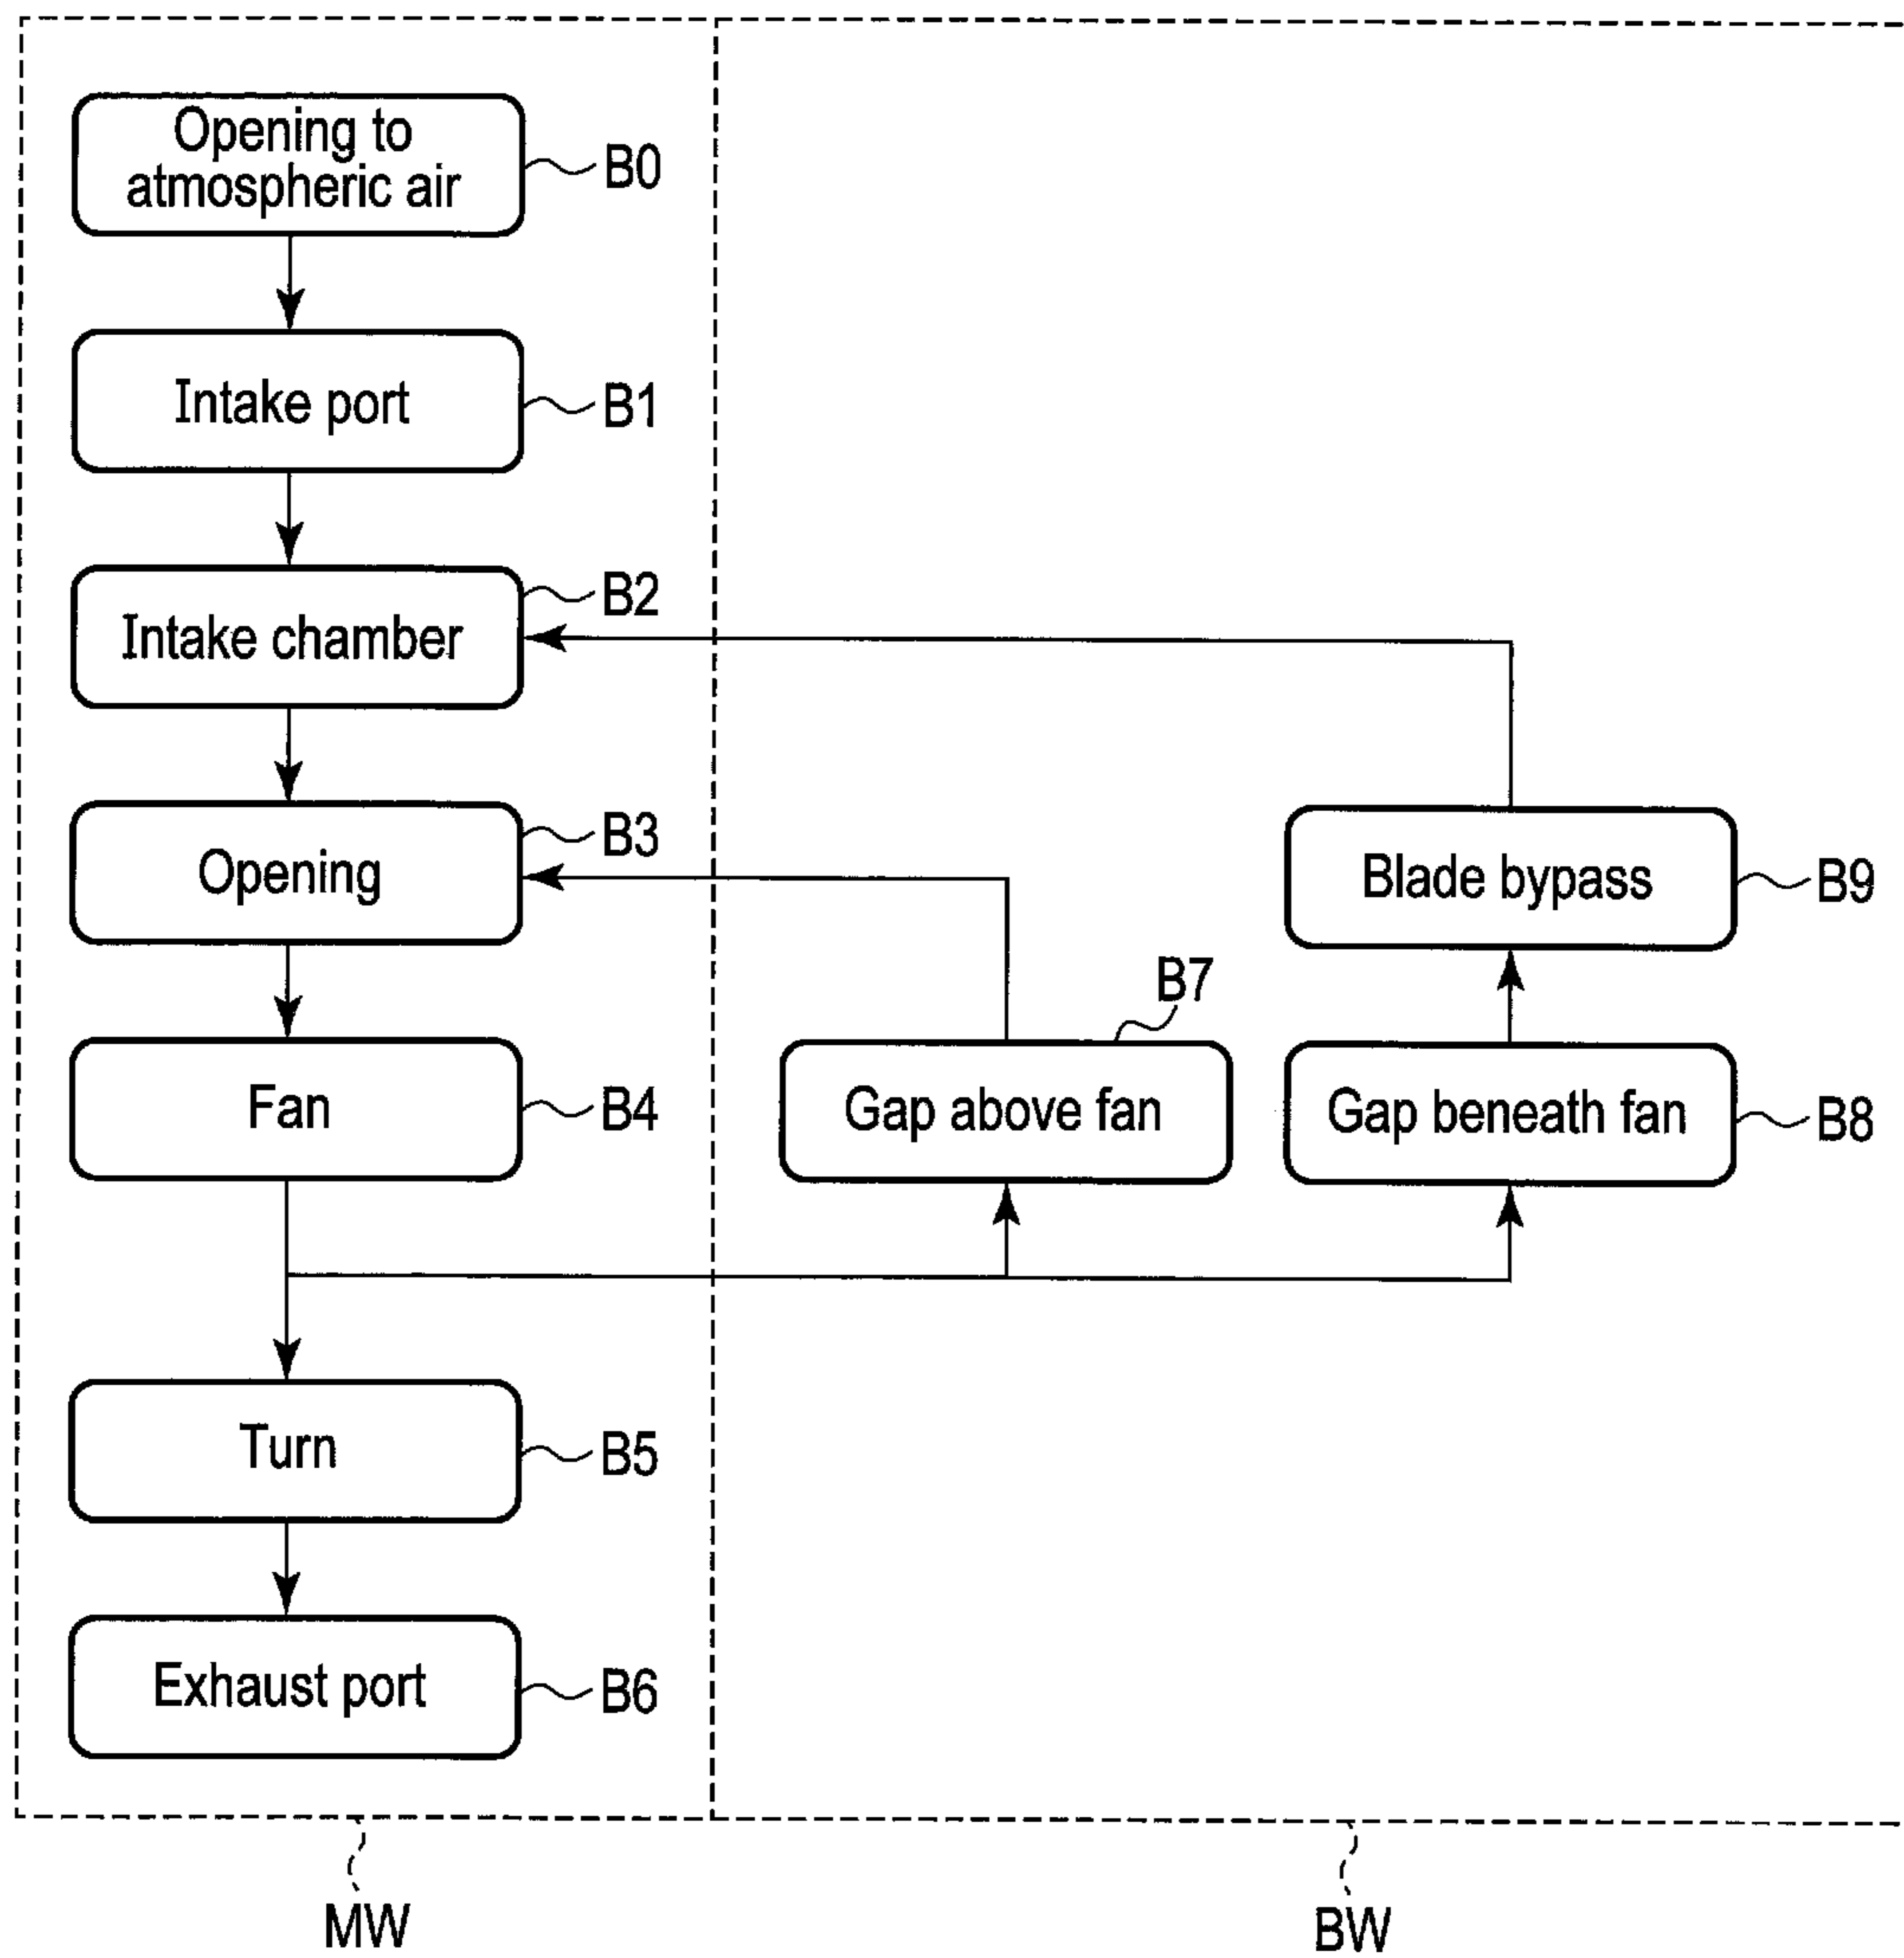 Opening to
atmospheric air
B0
Intake port
B1
Intake chamber
B2
Opening
B3
Fan
B4
Turn
B5
Exhaust port
B6
Gap above fan
B7
Gap beneath fan
B8
Blade bypass
B9
MW
BW